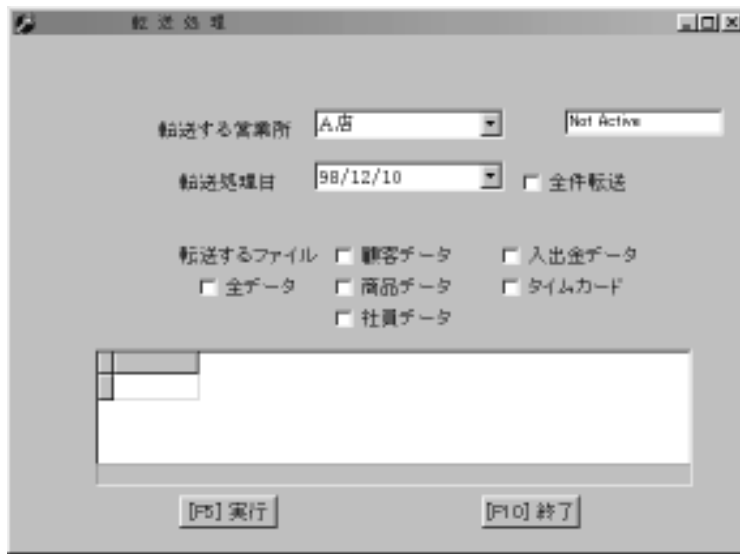 転送処理
転送する営業所 A店 Not Active
転送処理日 98/12/10 全件転送
転送するファイル 顧客データ 入出金データ
全データ 商品データ タイムカード
社員データ
[F5] 実行 [F10] 終了